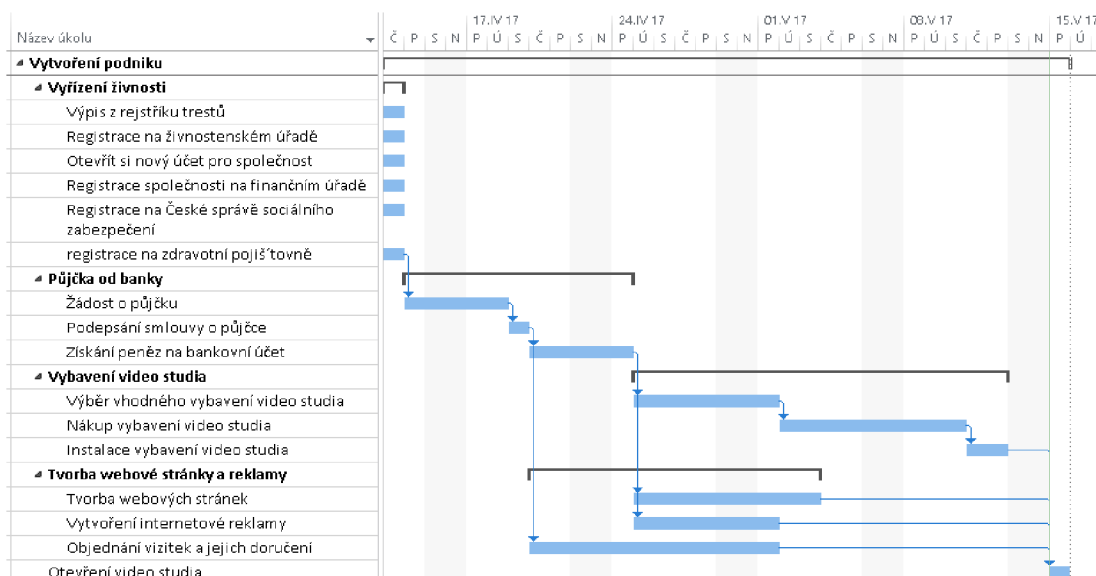 17.IV 17 24.IV 17 01.V 17 08.V 17 15.V 17
Název úkolu Č P S N P Ú S Č P S N P Ú S Č P S N P Ú S Č P S N P Ú S Č P S N P Ú
Vytvoření podniku
Vyřízení živnosti
Výpis z rejstříku trestů
Registrace na živnostenském úřadě
Otevřít si nový účet pro společnost
Registrace společnosti na finančním úřadě
Registrace na České správě sociálního
zabezpečení
registrace na zdravotní pojišťovně
Půjčka od banky
Žádost o půjčku
Podepsání smlouvy o půjčce
Získání peněz na bankovní účet
Vybavení video studia
Výběr vhodného vybavení video studia
Nákup vybavení video studia
Instalace vybavení video studia
Tvorba webové stránky a reklamy
Tvorba webových stránek
Vytvoření internetové reklamy
Objednání vizitek a jejich doručení
Otevření video studia